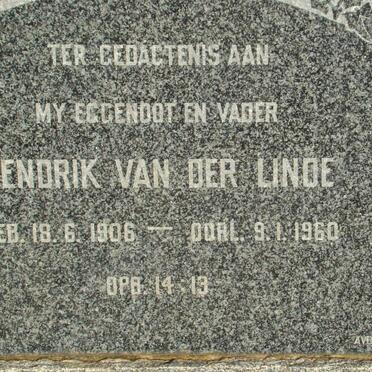 TER GEDACTENIS AAN
MY EGGENOOT EN VADER
ENDRIK VAN DER LINDE
EB. 18.6.1906 — OORL. 9.1.1960
OPB. 14-13
AVE